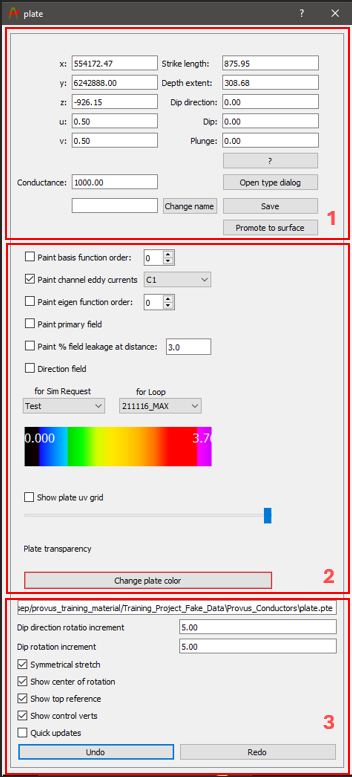 plate ? ×
x: 554172.47 Strike length: 875.95
y: 6242888.00 Depth extent: 308.68
z: -926.15 Dip direction: 0.00
u: 0.50 Dip: 0.00
v: 0.50 Plunge: 0.00
?
Conductance: 1000.00 Open type dialog
Change name Save
Promote to surface
1
Paint basis function order: 0
Paint channel eddy currents C1
Paint eigen function order: 0
Paint primary field
Paint % field leakage at distance: 3.0
Direction field
for Sim Request for Loop
Test 211116_MAX
0.000 3.70
Show plate uv grid
Plate transparency
Change plate color
2
sep/provus_training_material/Training_Project_Fake_Data\Provus_Conductors\plate.pte
Dip direction rotatio increment 5.00
Dip rotation increment 5.00
Symmetrical stretch
Show center of rotation
Show top reference
Show control verts
Quick updates
3
Undo Redo